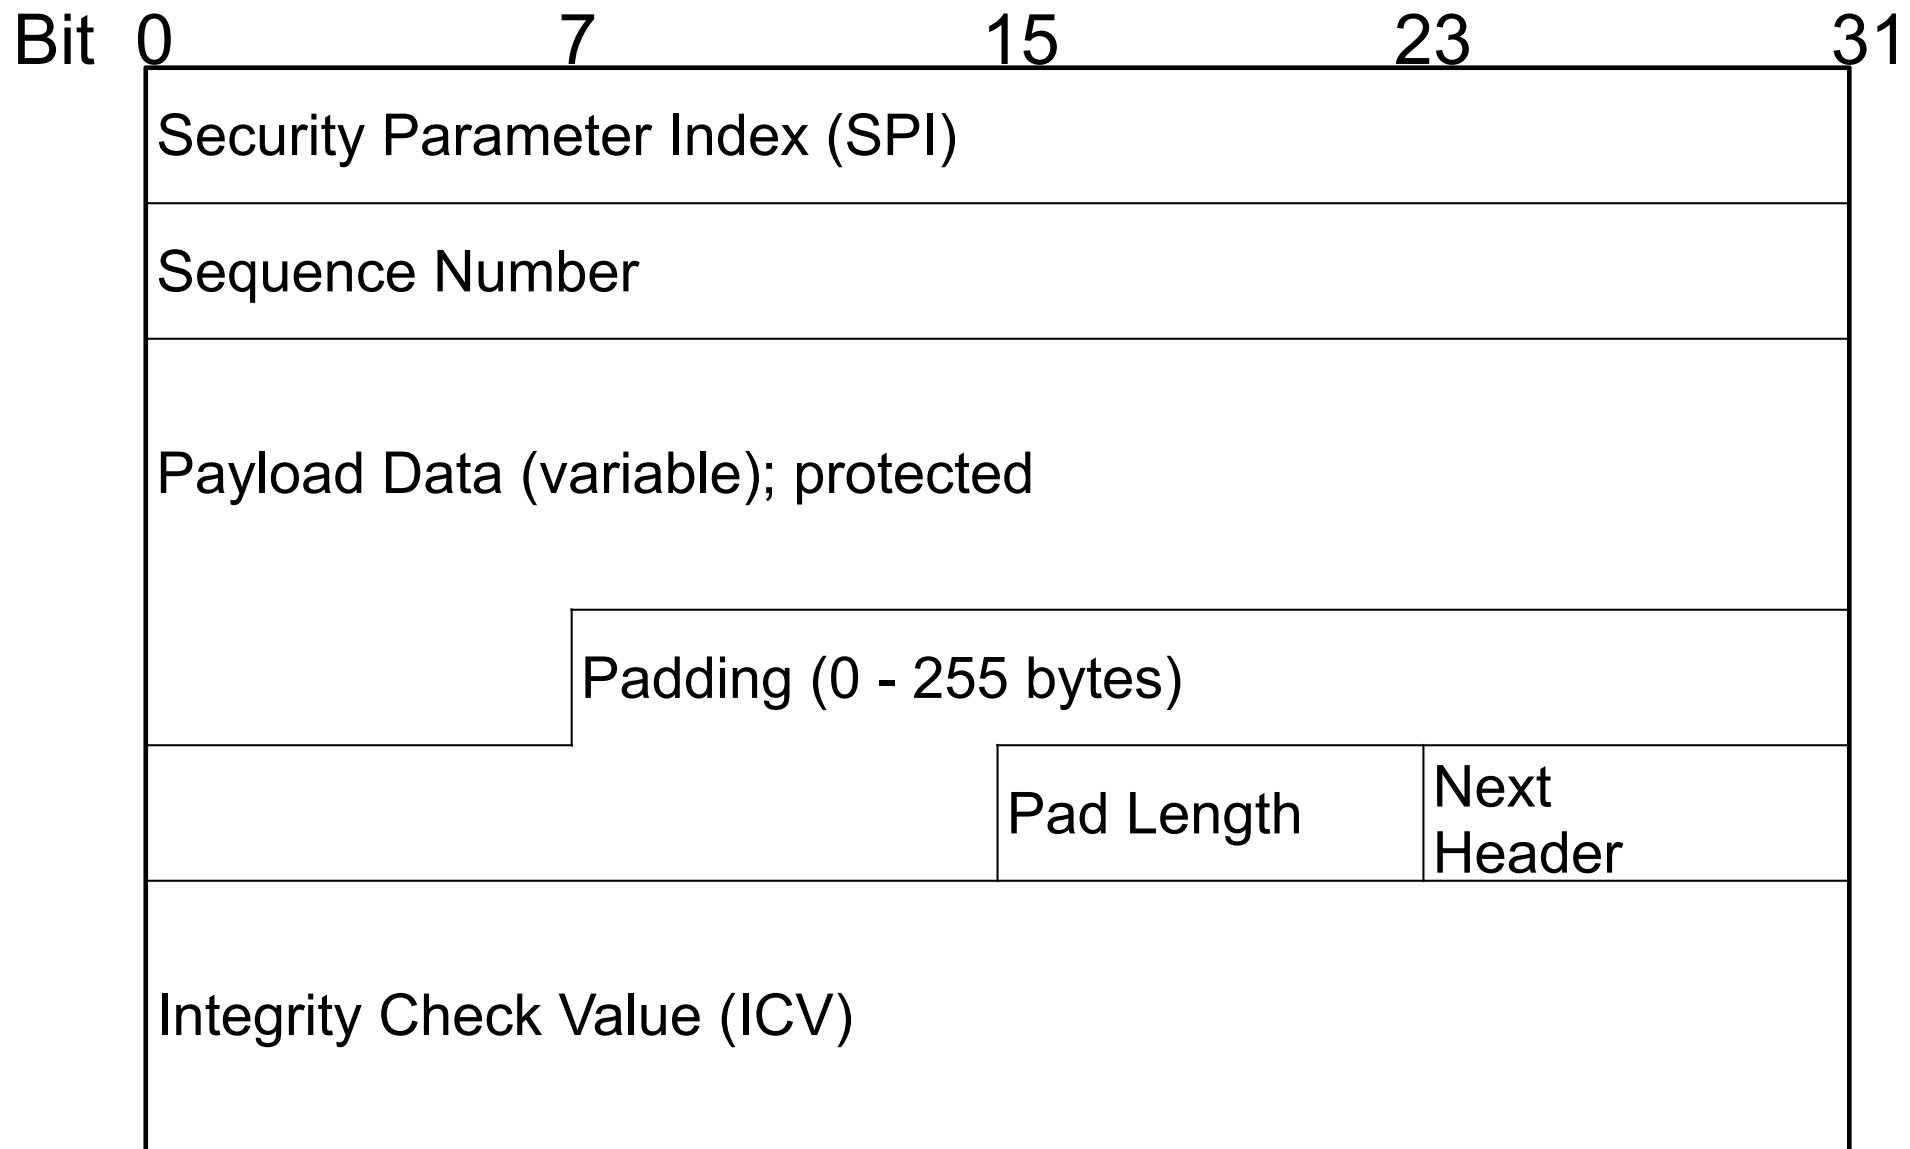 Bit 0 7 15 23 31
Security Parameter Index (SPI)
Sequence Number
Payload Data (variable); protected
Padding (0 - 255 bytes)
Pad Length
Next
Header
Integrity Check Value (ICV)